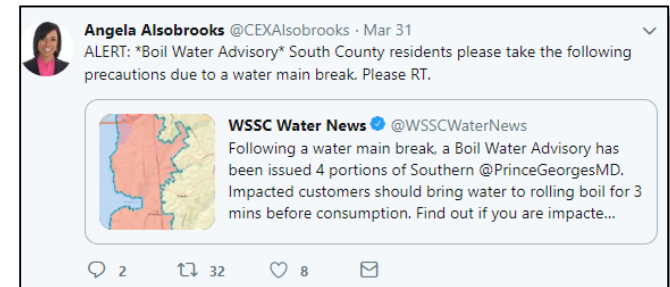 Angela Alsobrooks @CEXAlsobrooks · Mar 31
ALERT: *Boil Water Advisory* South County residents please take the following
precautions due to a water main break. Please RT.
WSSC Water News @WSSCWaterNews
Following a water main break, a Boil Water Advisory has
been issued 4 portions of Southern @PrinceGeorgesMD.
Impacted customers should bring water to rolling boil for 3
mins before consumption. Find out if you are impacte...
2 32 8